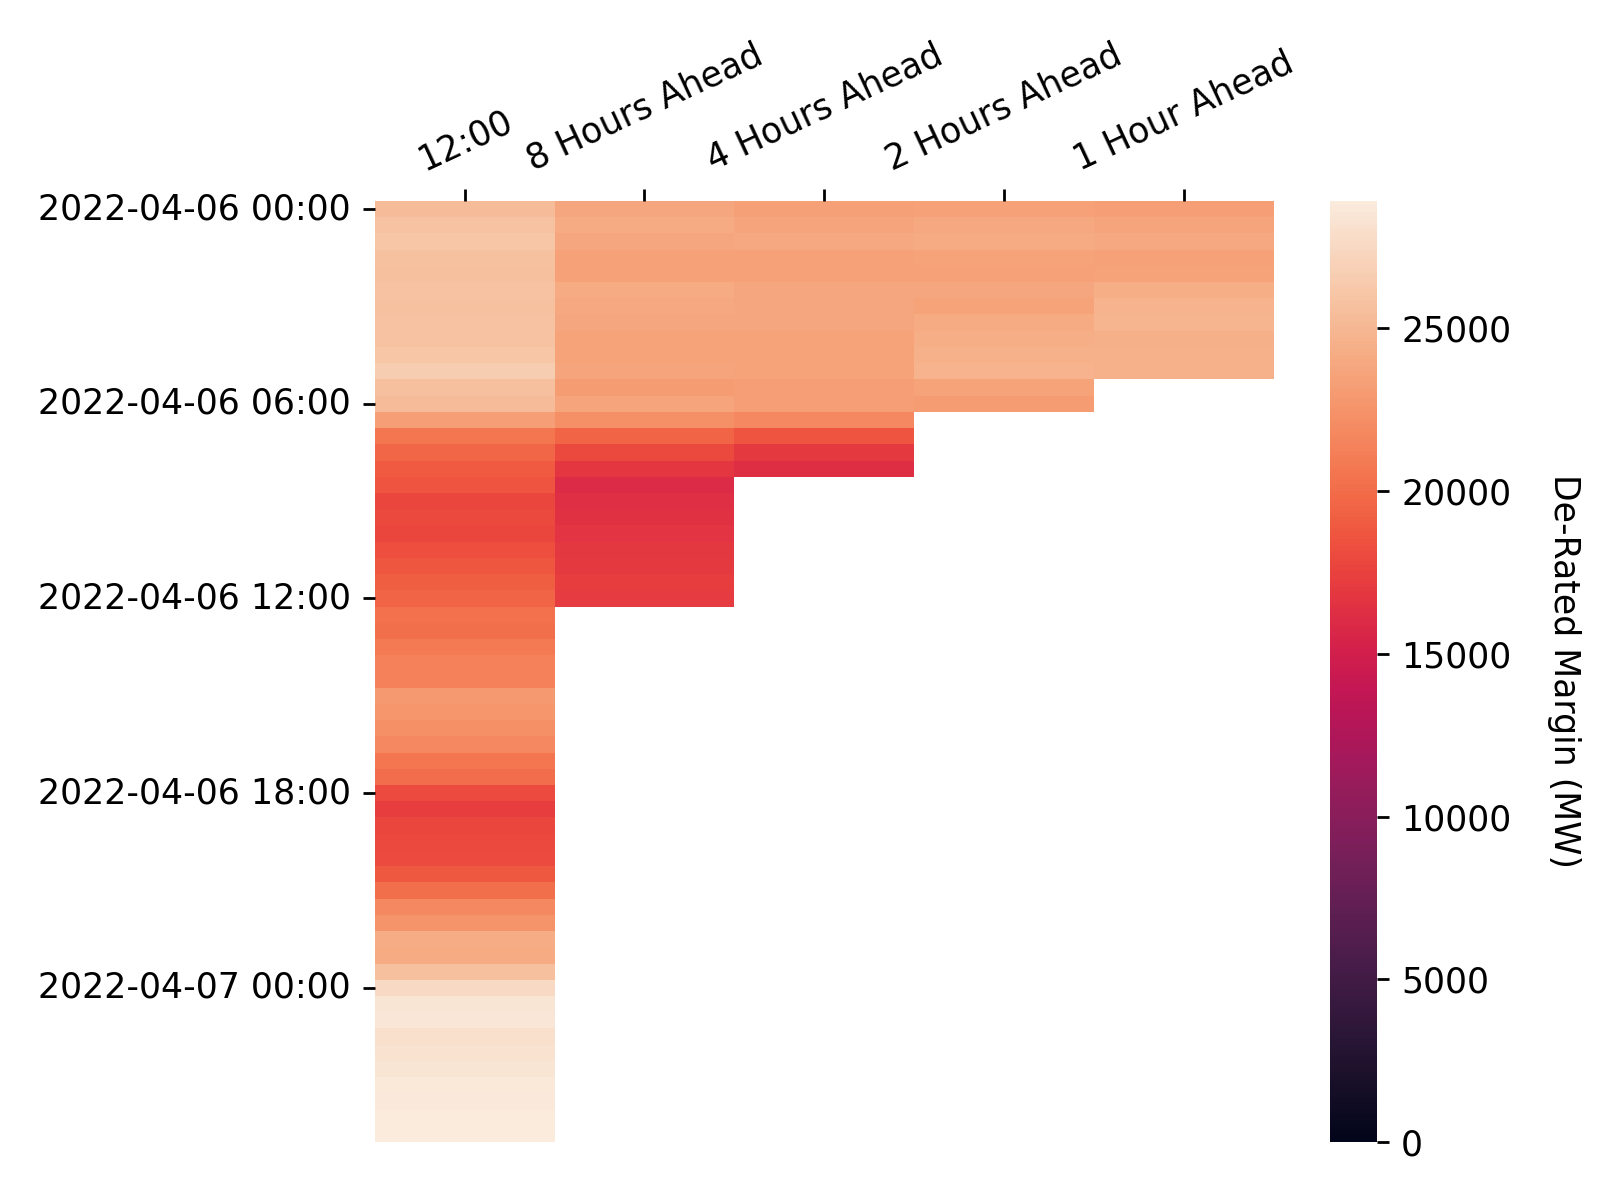 12:00
8 Hours Ahead
4 Hours Ahead
2 Hours Ahead
1 Hour Ahead
2022-04-06 00:00
2022-04-06 06:00
2022-04-06 12:00
2022-04-06 18:00
2022-04-07 00:00
25000
20000
15000
10000
5000
0
De-Rated Margin (MW)